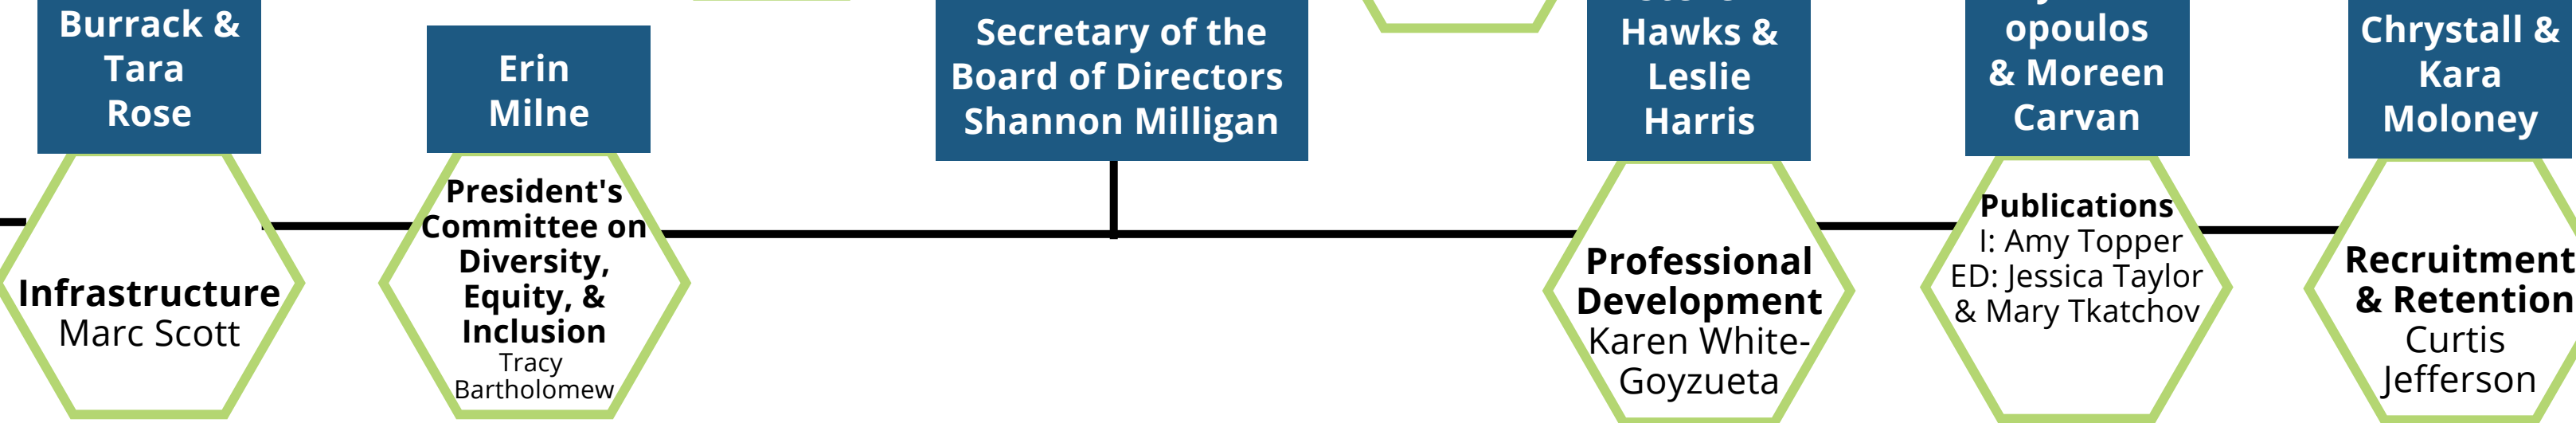 Burrack &
Tara
Rose
Infrastructure
Marc Scott
Erin
Milne
President's
Committee on
Diversity,
Equity, &
Inclusion
Tracy
Bartholomew
Secretary of the
Board of Directors
Shannon Milligan
Hawks &
Leslie
Harris
Professional
Development
Karen White-
Goyzueta
opoulos
& Moreen
Carvan
Publications
I: Amy Topper
ED: Jessica Taylor
& Mary Tkatchov
Chrystall &
Kara
Moloney
Recruitment
& Retention
Curtis
Jefferson